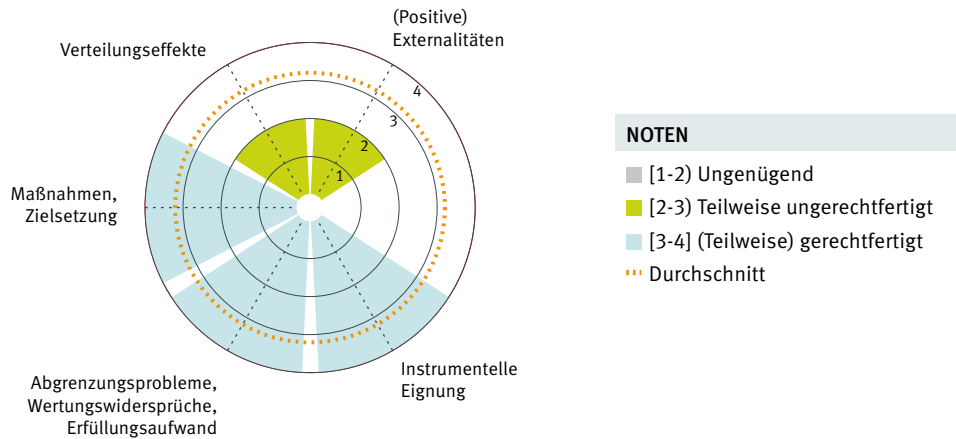 (Positive)
Externalitäten
Verteilungseffekte
4
3
2
1
Maßnahmen,
Zielsetzung
Instrumentelle
Eignung
Abgrenzungsprobleme,
Wertungswidersprüche,
Erfüllungsaufwand
NOTEN
[1-2) Ungenügend
[2-3) Teilweise ungerechtfertigt
[3-4] (Teilweise) gerechtfertigt
Durchschnitt